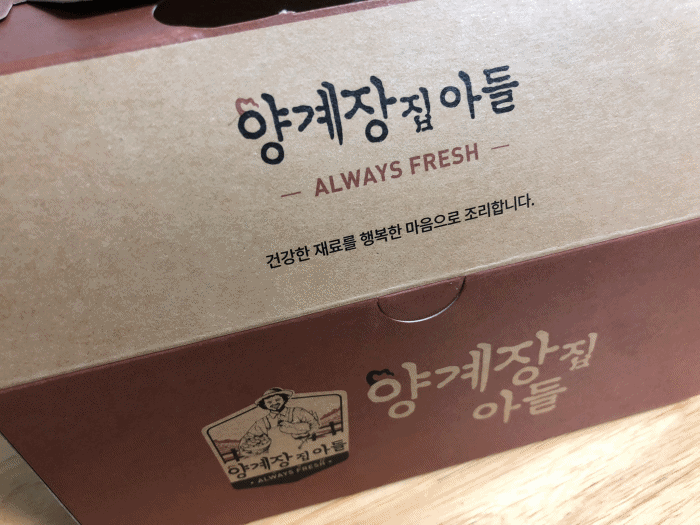 양계장집아들
ALWAYS FRESH
건강한 재료를 행복한 마음으로 조리합니다.
양계장집
아들
양계장집아들
ALWAYS FRESH